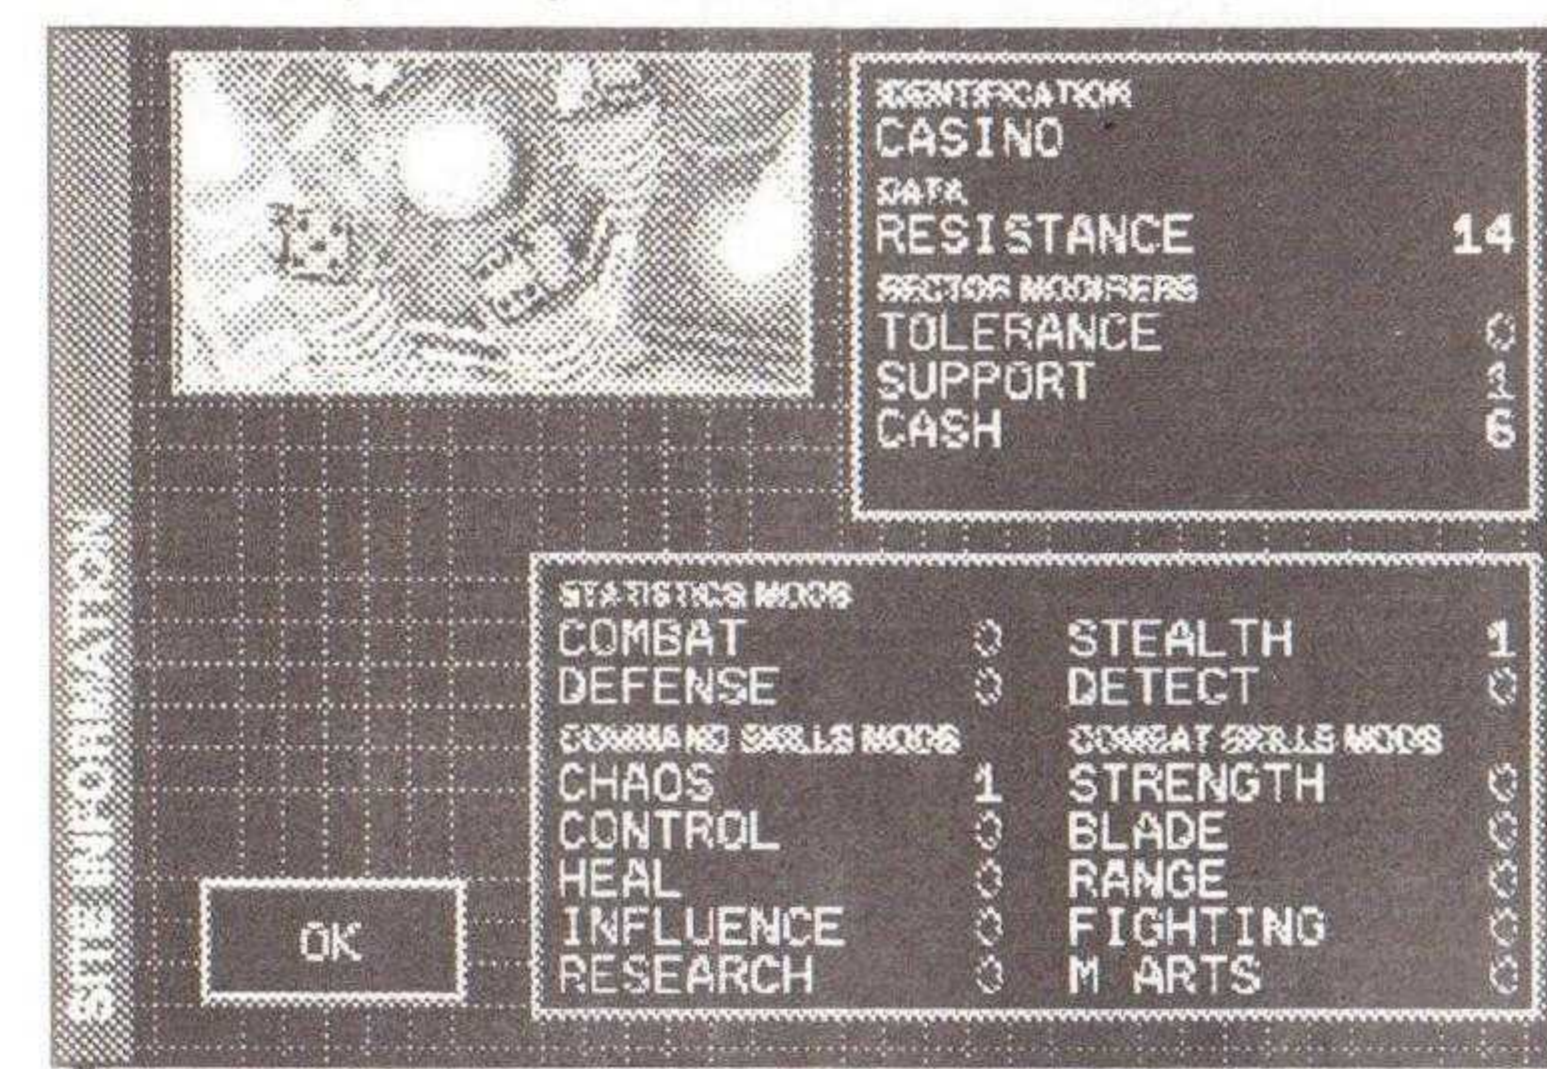 SITE INFORMATION
IDENTIFICATION
CASINO
DATA
RESISTANCE 14
SECTOR MODIFIERS
TOLERANCE 0
SUPPORT 1
CASH 6
STATISTICS MODS
COMBAT 0 STEALTH 1
DEFENSE 0 DETECT 0
COMMAND SKILLS MODS COMBAT SKILLS MODS
CHAOS 1 STRENGTH 0
CONTROL 0 BLADE 0
HEAL 0 RANGE 0
INFLUENCE 0 FIGHTING 0
RESEARCH 0 M ARTS 0
OK